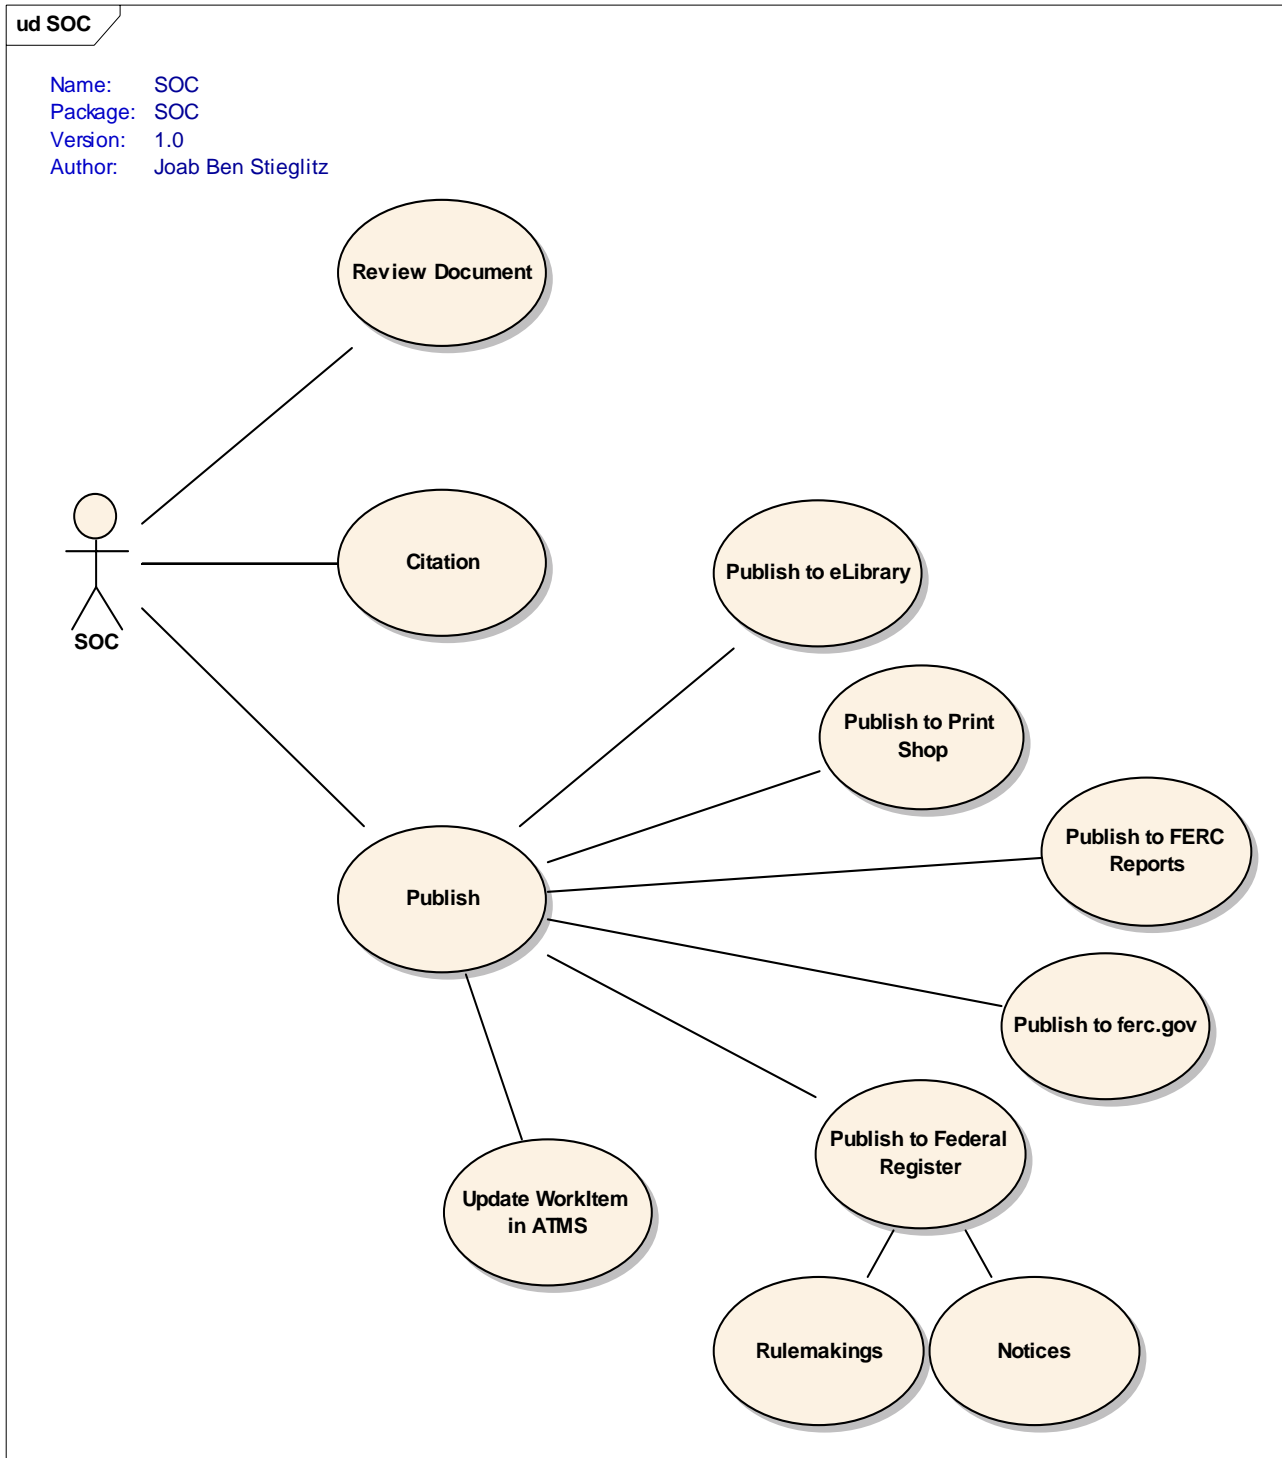 ud SOC
Name: SOC
Package: SOC
Version: 1.0
Author: Joab Ben Stieglitz
Review Document
Citation
SOC
Publish to eLibrary
Publish to Print
Shop
Publish to FERC
Reports
Publish
Publish to ferc.gov
Publish to Federal
Register
Update WorkItem
in ATMS
Rulemakings
Notices